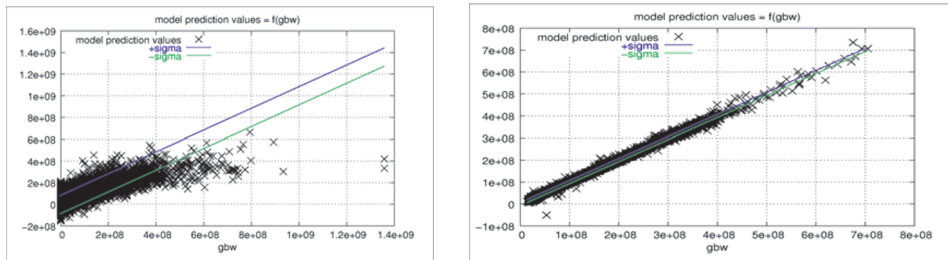 model prediction values = f(gbw)
1.6e+09
1.4e+09
1.2e+09
1e+09
8e+08
6e+08
4e+08
2e+08
0
-2e+08
model prediction values
+sigma
-sigma
0 2e+08 4e+08 6e+08 8e+08 1e+09 1.2e+09 1.4e+09
gbw
model prediction values = f(gbw)
8e+08
7e+08
6e+08
5e+08
4e+08
3e+08
2e+08
1e+08
0
-1e+08
model prediction values
+sigma
-sigma
0 1e+08 2e+08 3e+08 4e+08 5e+08 6e+08 7e+08 8e+08
gbw